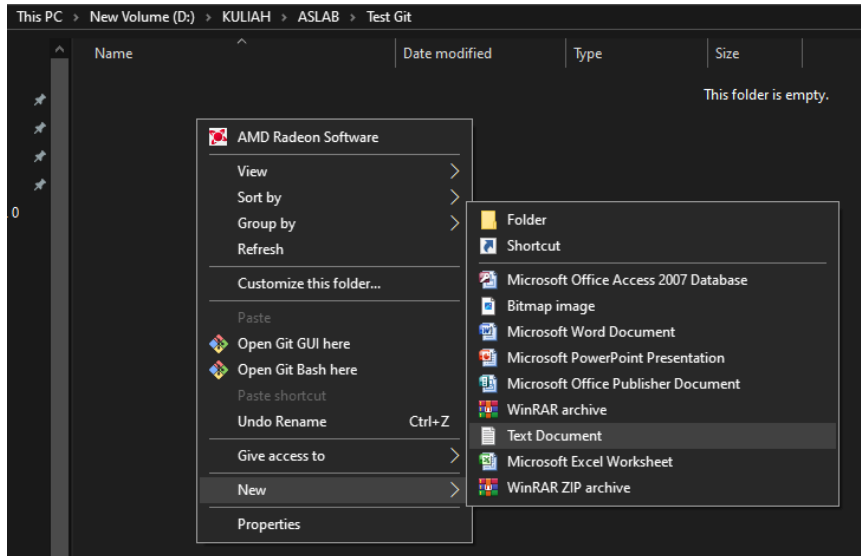 This PC > New Volume (D:) > KULIAH > ASLAB > Test Git
Name Date modified Type Size
This folder is empty.
0
AMD Radeon Software
View
Sort by
Group by
Refresh
Customize this folder...
Paste
Open Git GUI here
Open Git Bash here
Paste shortcut
Undo Rename Ctrl+Z
Give access to
New
Properties
Folder
Shortcut
Microsoft Office Access 2007 Database
Bitmap image
Microsoft Word Document
Microsoft PowerPoint Presentation
Microsoft Office Publisher Document
WinRAR archive
Text Document
Microsoft Excel Worksheet
WinRAR ZIP archive